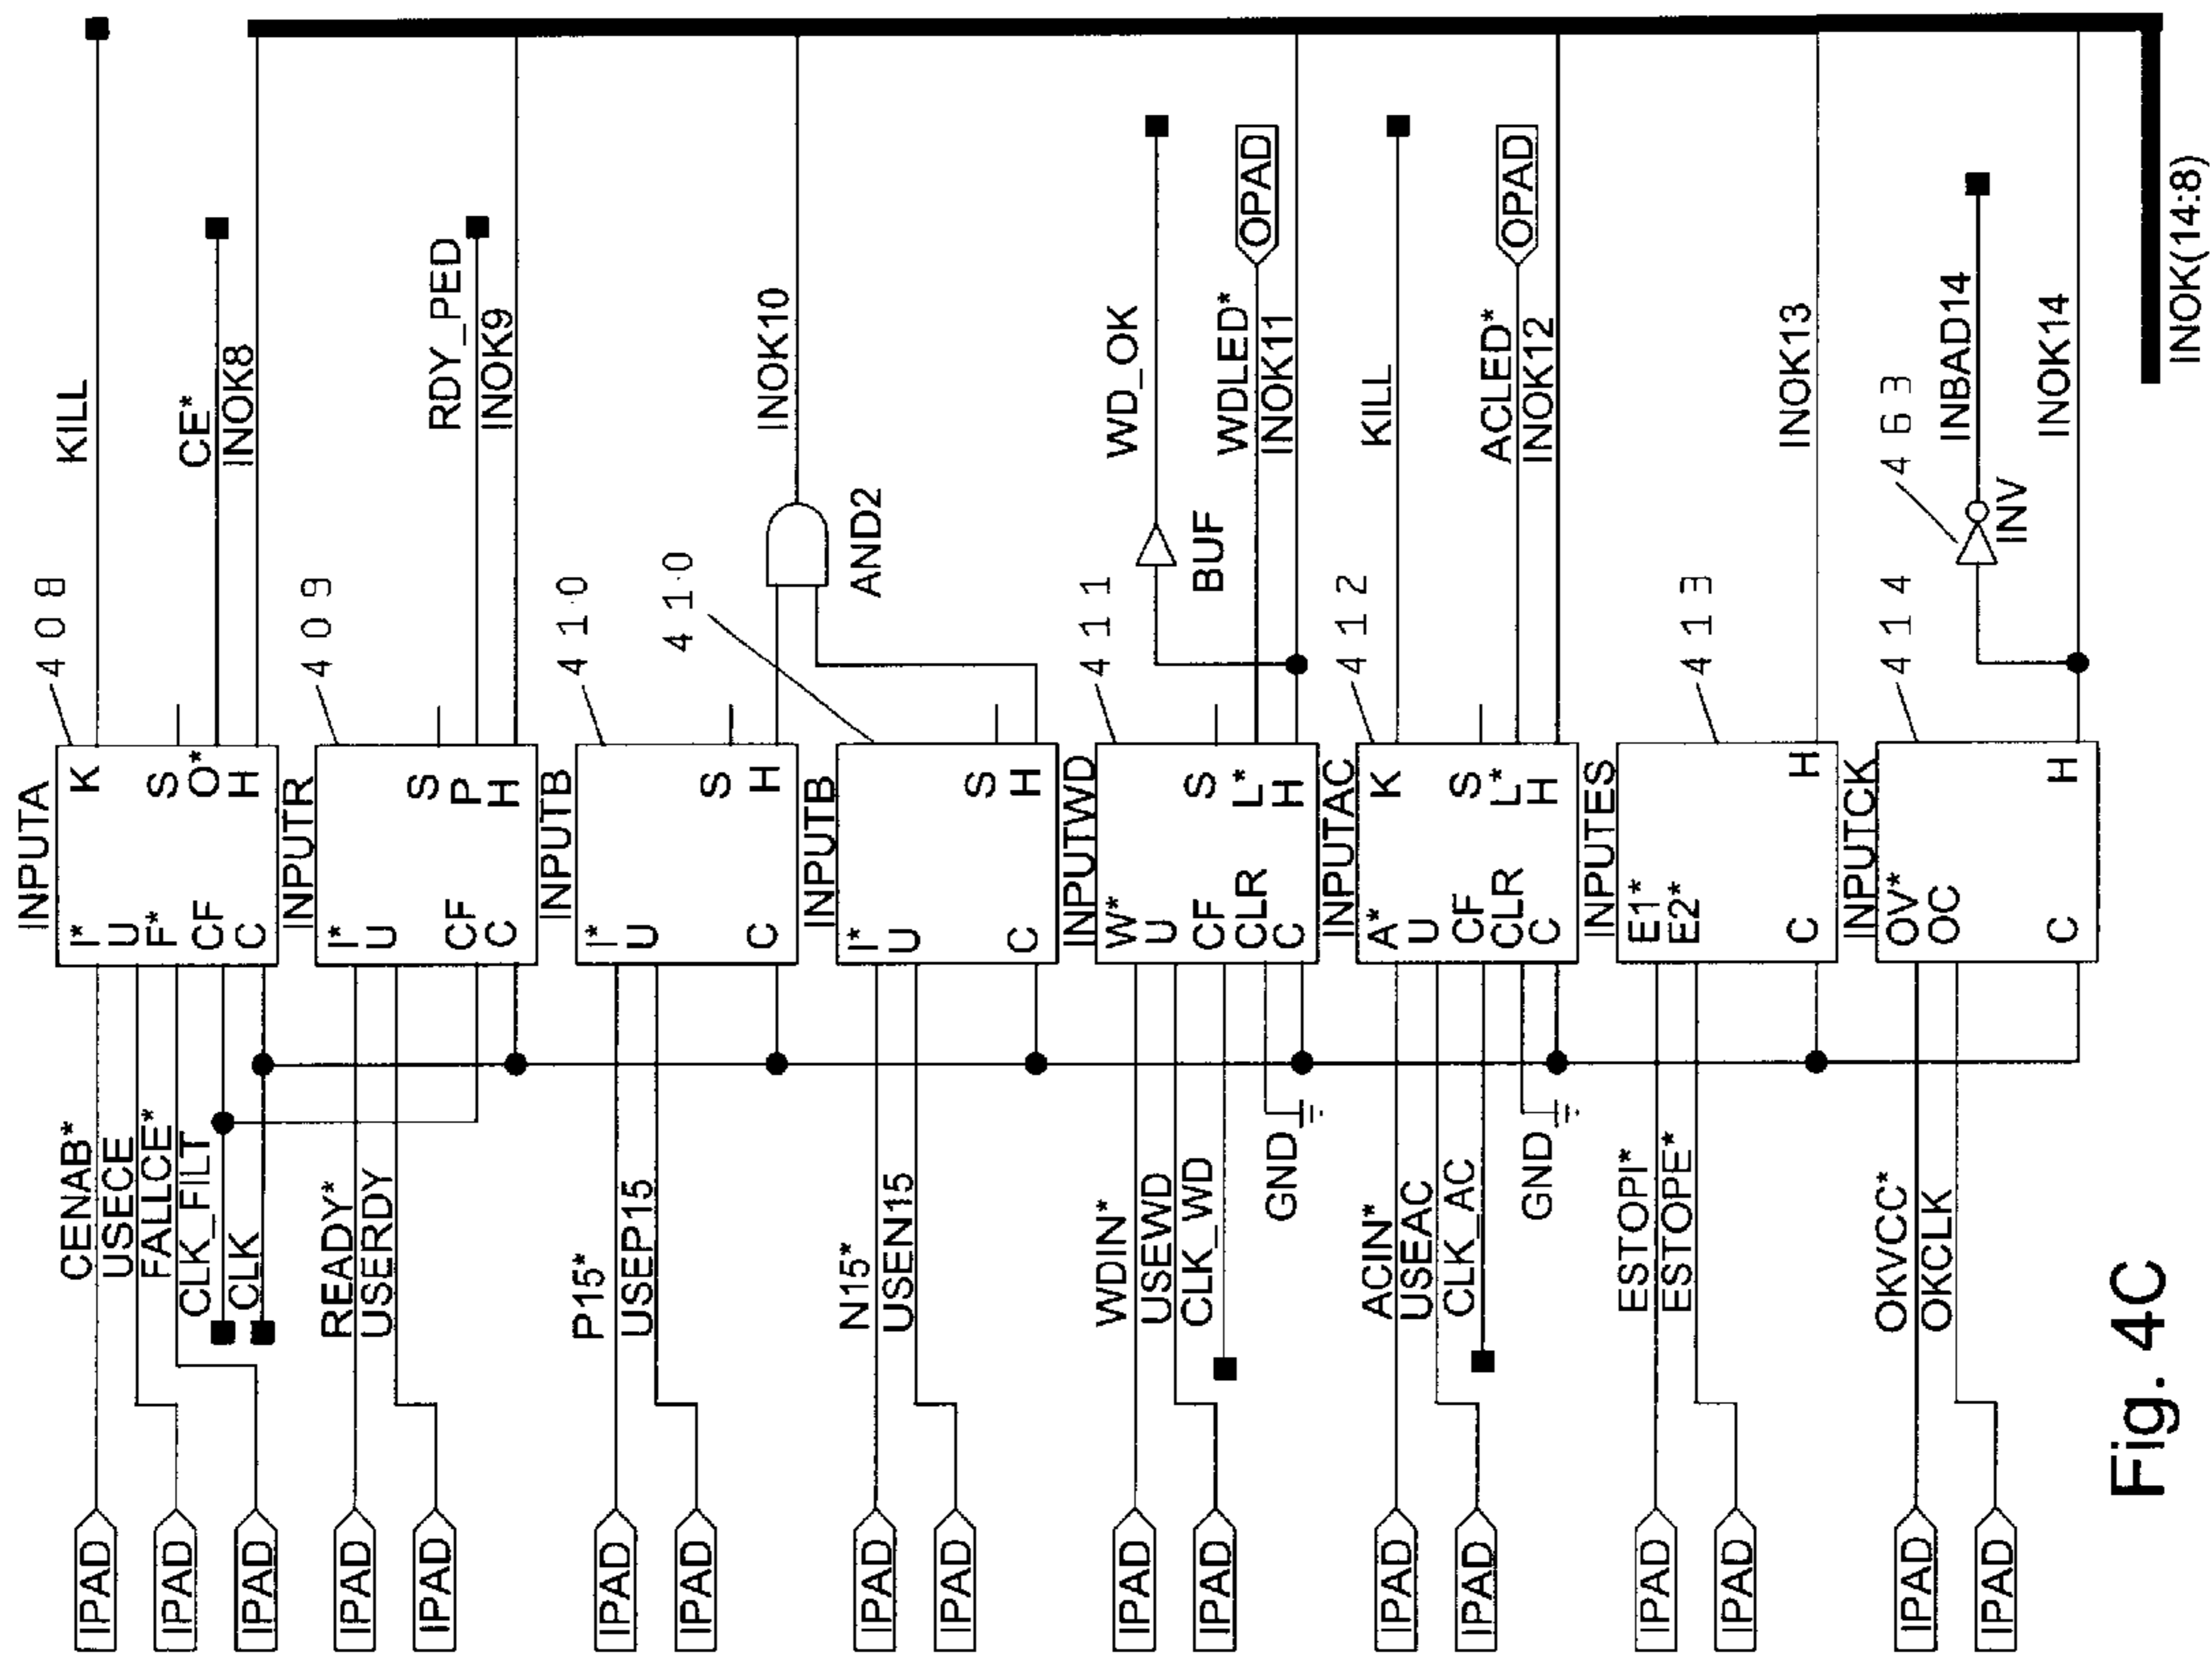 INPUTA
408
I*
U
F*
CF
C
K
S
O*
H
IPAD
IPAD
IPAD
CENAB*
USECE
FALLCE*
CLK_FILT
CLK
KILL
CE*
INOK8
INPUTR
409
I*
U
CF
C
S
P
H
IPAD
IPAD
READY*
USERDY
RDY_PED
INOK9
INPUTB
410
I*
U
C
S
H
IPAD
IPAD
P15*
USEP15
INOK10
AND2
INPUTB
410
I*
U
C
S
H
IPAD
IPAD
N15*
USEN15
INPUTWD
411
W*
U
CF
CLR
C
S
L*
H
IPAD
IPAD
WDIN*
USEWD
CLK_WD
GND
BUF
WD_OK
WDLED*
OPAD
INOK11
INPUTAC
412
A*
U
CF
CLR
C
K
S
L*
H
IPAD
IPAD
ACIN*
USEAC
CLK_AC
GND
KILL
ACLED*
OPAD
INOK12
INPUTES
413
E1*
E2*
C
H
IPAD
IPAD
ESTOPI*
ESTOPE*
INOK13
INPUTCK
414
OV*
OC
C
H
IPAD
IPAD
OKVCC*
OKCLK
463
INV
INBAD14
INOK14
INOK(14:8)
Fig. 4C